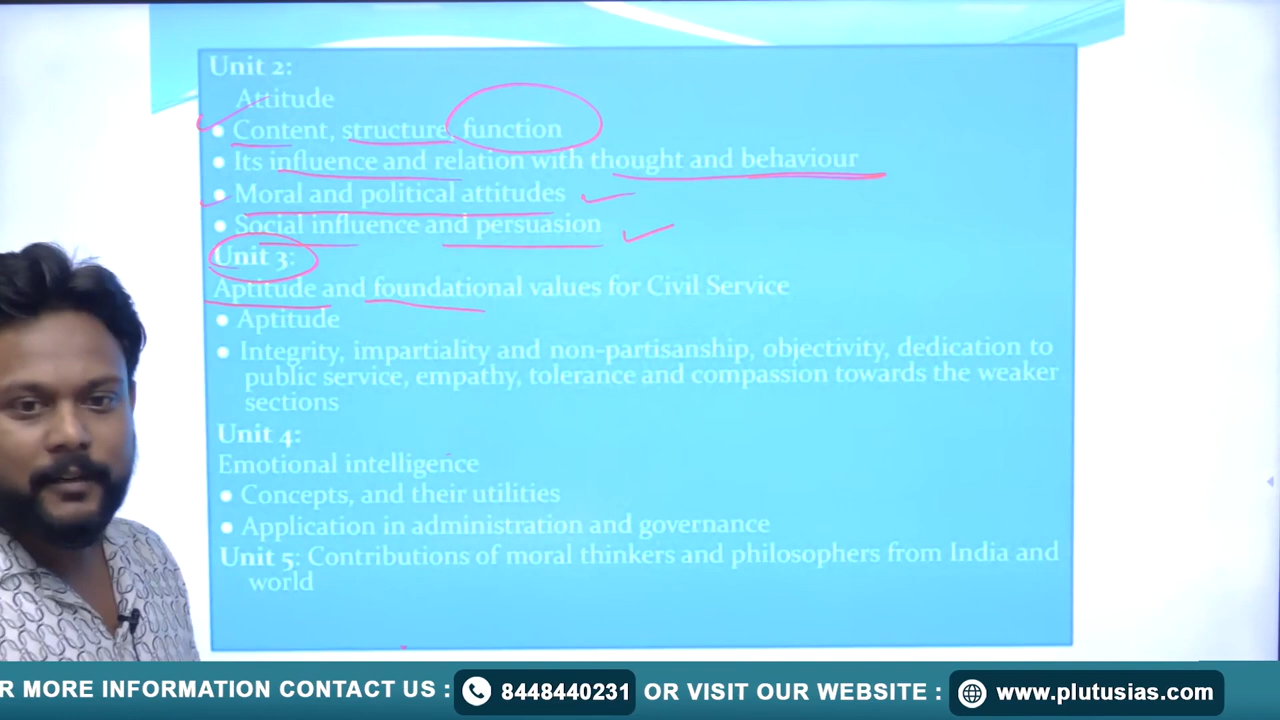 Unit 2:
Attitude
• Content, structure, function
• Its influence and relation with thought and behaviour
• Moral and political attitudes
• Social influence and persuasion
Unit 3:
Aptitude and foundational values for Civil Service
• Aptitude
• Integrity, impartiality and non-partisanship, objectivity, dedication to
public service, empathy, tolerance and compassion towards the weaker
sections
Unit 4:
Emotional intelligence
• Concepts, and their utilities
• Application in administration and governance
Unit 5: Contributions of moral thinkers and philosophers from India and
world
R MORE INFORMATION CONTACT US : 8448440231 OR VISIT OUR WEBSITE : www.plutusias.com